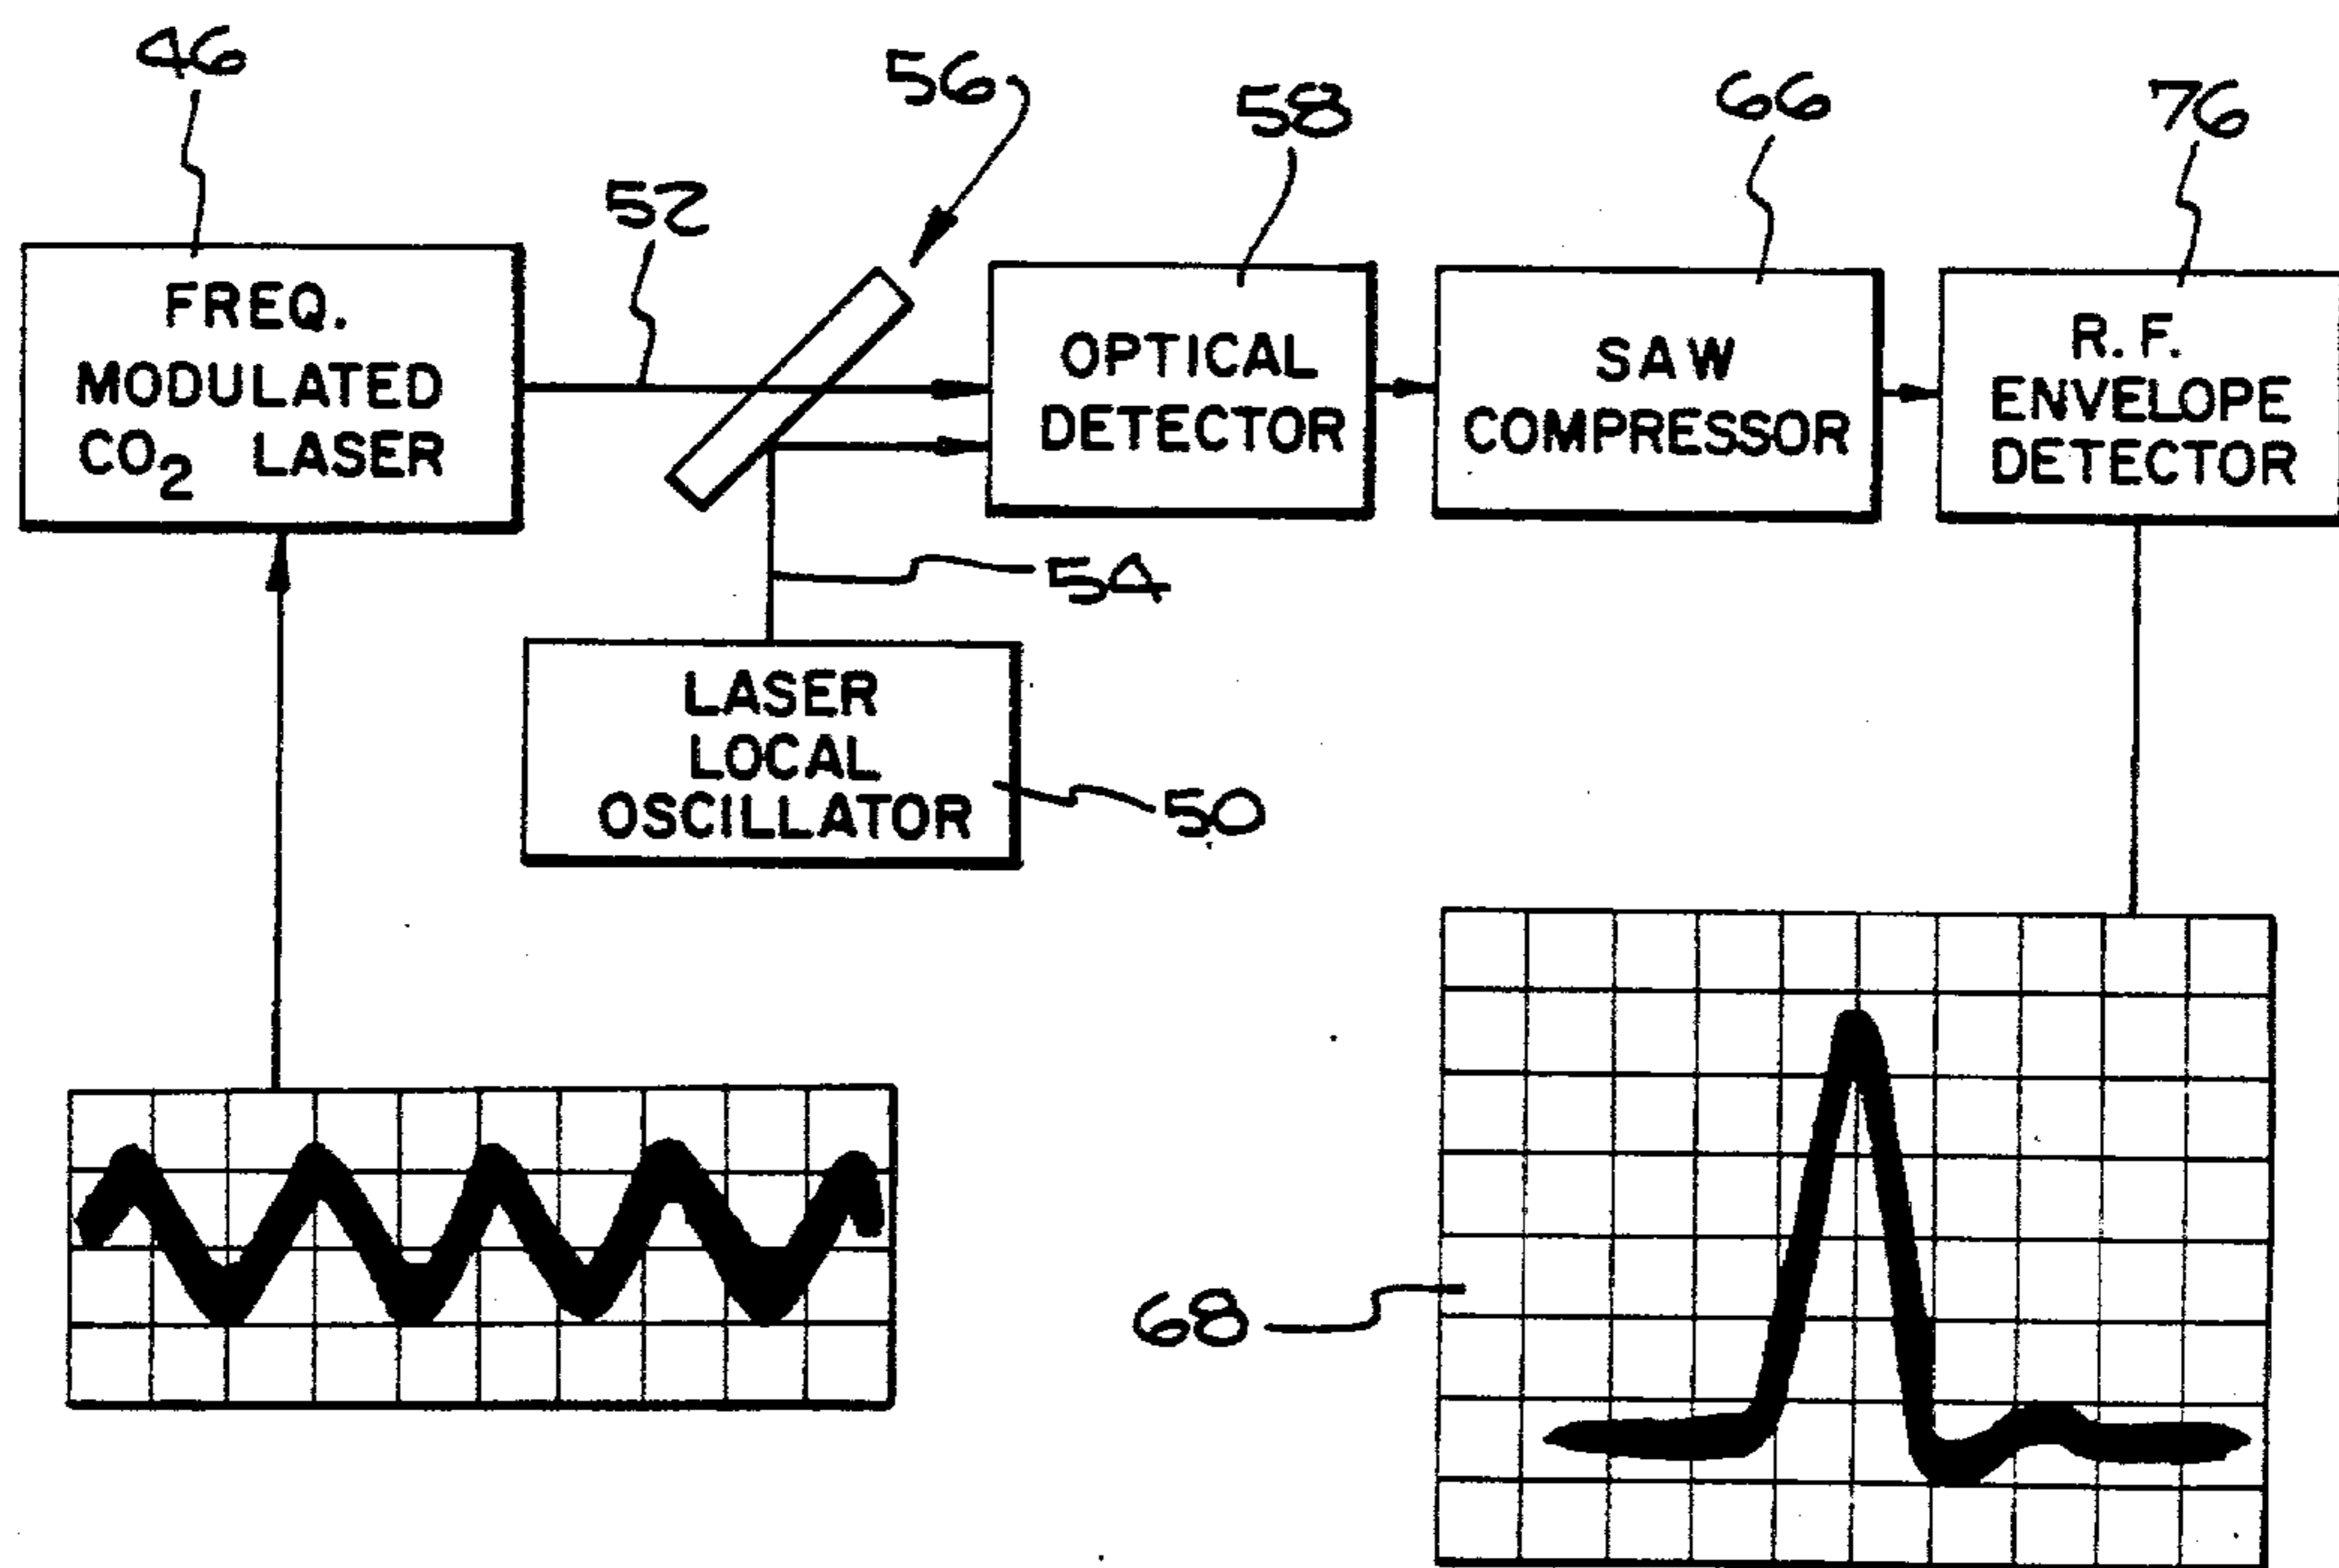 46
56
58
66
76
52
FREQ.
MODULATED
CO2 LASER
OPTICAL
DETECTOR
SAW
COMPRESSOR
R.F.
ENVELOPE
DETECTOR
54
LASER
LOCAL
OSCILLATOR
50
68